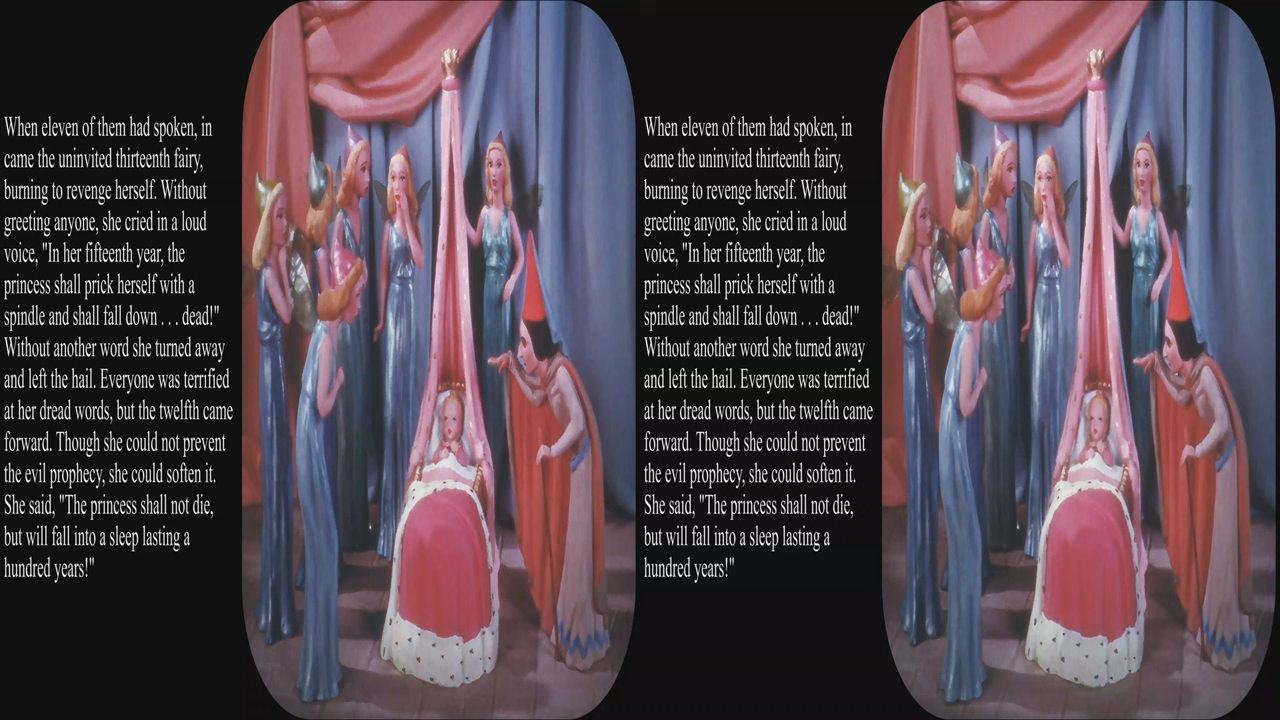 When eleven of them had spoken, in
came the uninvited thirteenth fairy,
burning to revenge herself. Without
greeting anyone, she cried in a loud
voice, "In her fifteenth year, the
princess shall prick herself with a
spindle and shall fall down . . . dead!"
Without another word she turned away
and left the hail. Everyone was terrified
at her dread words, but the twelfth came
forward. Though she could not prevent
the evil prophecy, she could soften it.
She said, "The princess shall not die,
but will fall into a sleep lasting a
hundred years!"
When eleven of them had spoken, in
came the uninvited thirteenth fairy,
burning to revenge herself. Without
greeting anyone, she cried in a loud
voice, "In her fifteenth year, the
princess shall prick herself with a
spindle and shall fall down . . . dead!"
Without another word she turned away
and left the hail. Everyone was terrified
at her dread words, but the twelfth came
forward. Though she could not prevent
the evil prophecy, she could soften it.
She said, "The princess shall not die,
but will fall into a sleep lasting a
hundred years!"